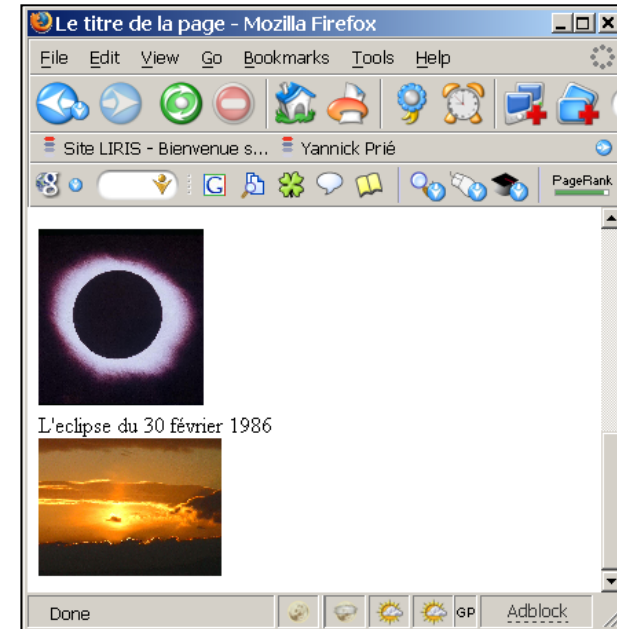 Le titre de la page - Mozilla Firefox
File Edit View Go Bookmarks Tools Help
Site LIRIS - Bienvenue s... Yannick Prié
G PageRank
L'eclipse du 30 février 1986
Done GP Adblock